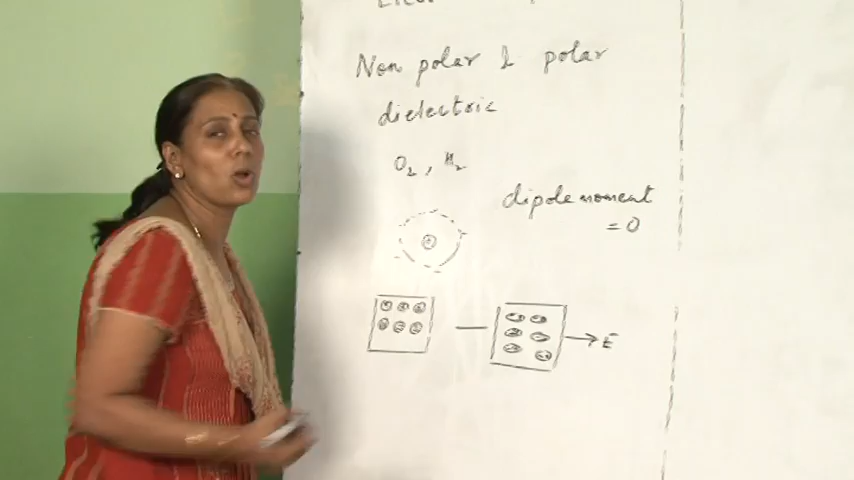 Non polar & polar
dielectric
O₂, H₂
dipole moment
= 0
E